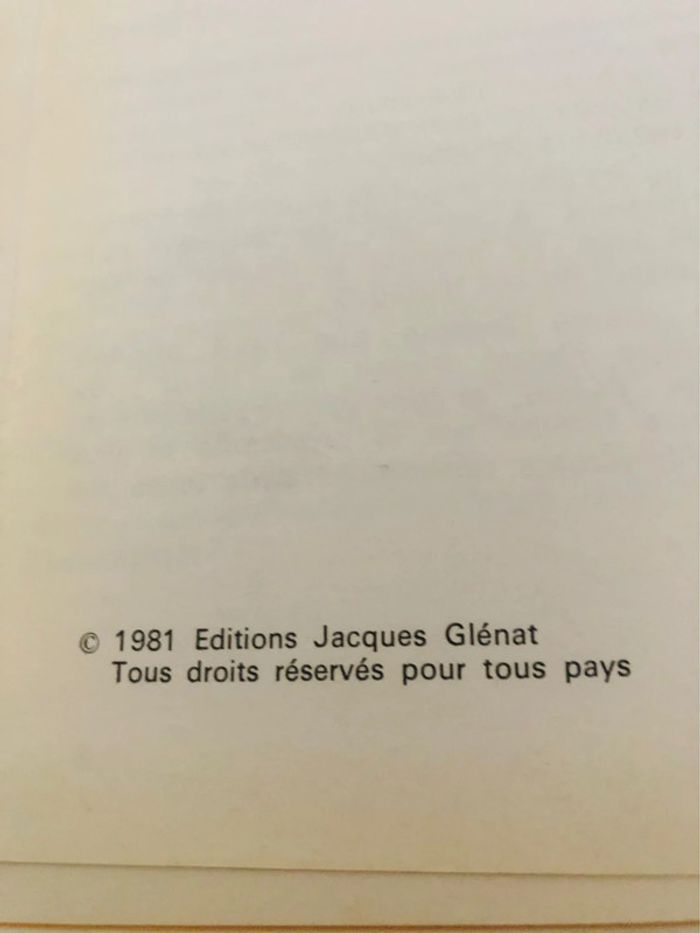 © 1981 Editions Jacques Glénat
Tous droits réservés pour tous pays